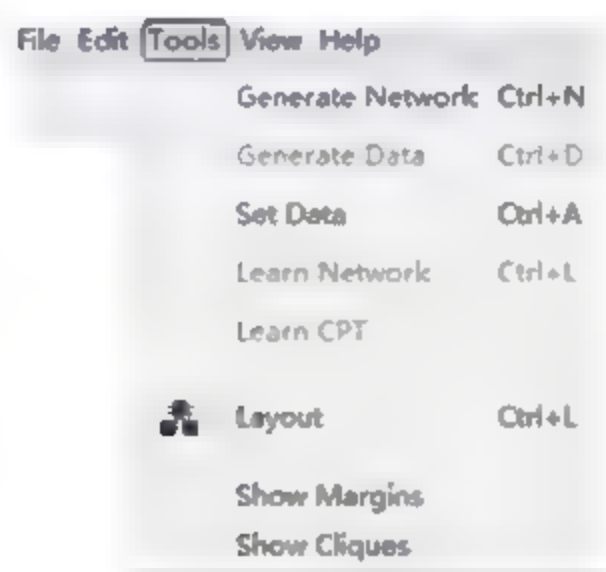 File Edit Tools View Help
Generate Network Ctrl+N
Generate Data Ctrl+D
Set Data Ctrl+A
Learn Network Ctrl+L
Learn CPT
Layout Ctrl+L
Show Margins
Show Cliques